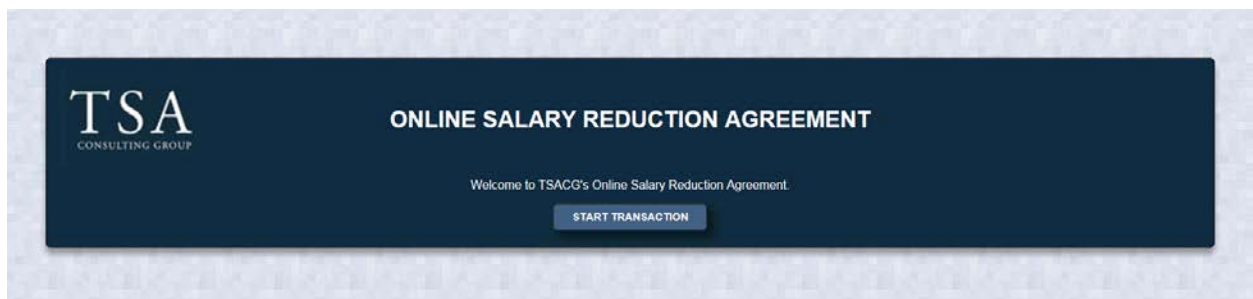 TSA
CONSULTING GROUP
ONLINE SALARY REDUCTION AGREEMENT
Welcome to TSACG's Online Salary Reduction Agreement.
START TRANSACTION